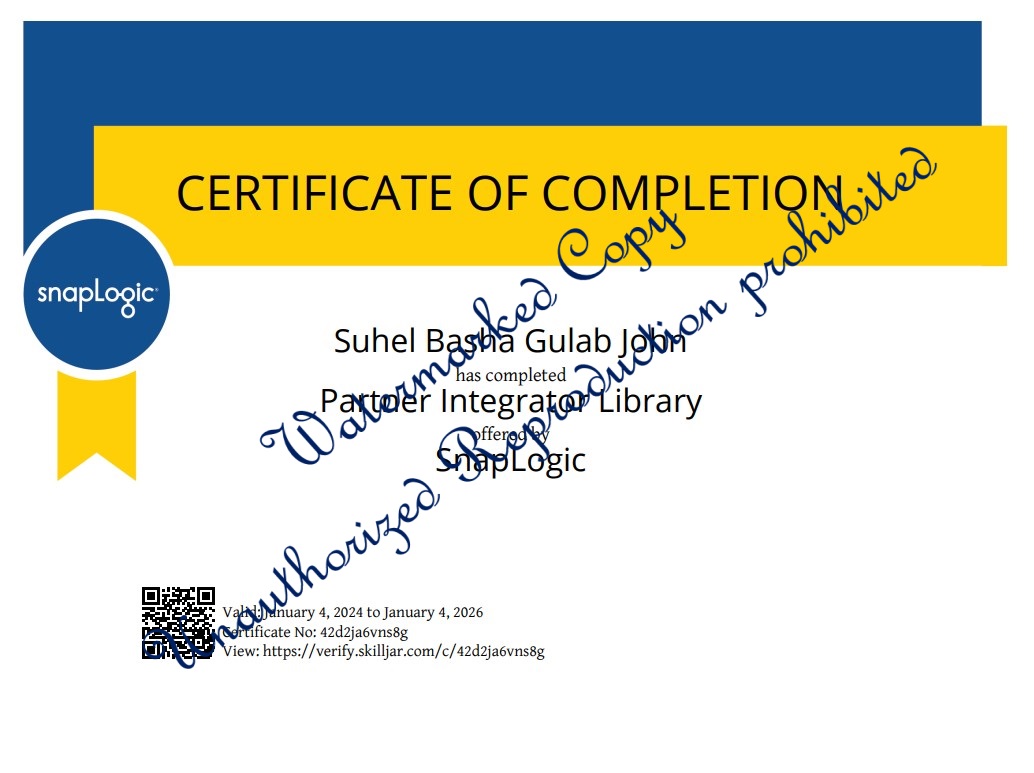 CERTIFICATE OF COMPLETION
snapLogic
Suhel Basha Gulab John
has completed
Partner Integrator Library
offered by
SnapLogic
Watermarked Copy
Unauthorized Reproduction prohibited
Valid: January 4, 2024 to January 4, 2026
Certificate No: 42d2ja6vns8g
View: https://verify.skilljar.com/c/42d2ja6vns8g